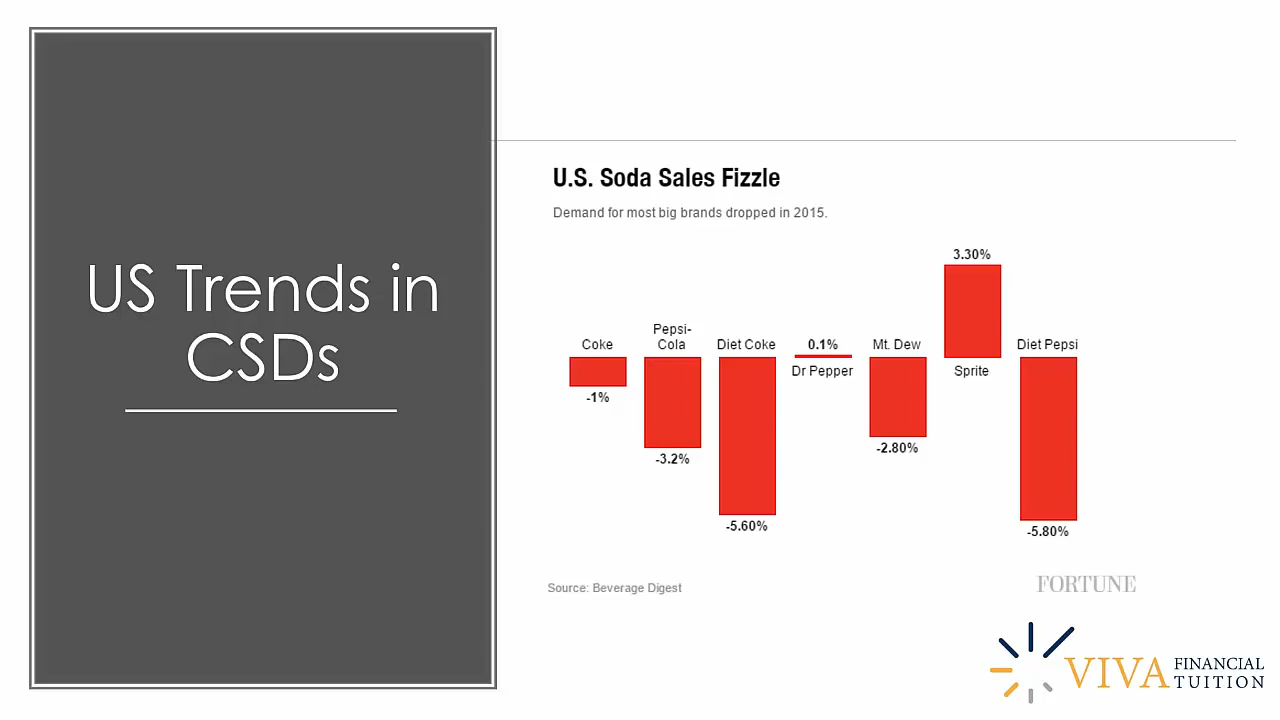 US Trends in
CSDs
U.S. Soda Sales Fizzle
Demand for most big brands dropped in 2015.
3.30%
Coke
Pepsi-
Cola
Diet Coke
0.1%
Mt. Dew
Diet Pepsi
Dr Pepper
Sprite
-1%
-3.2%
-2.80%
-5.60%
-5.80%
Source: Beverage Digest
FORTUNE
VIVA FINANCIAL
TUITION